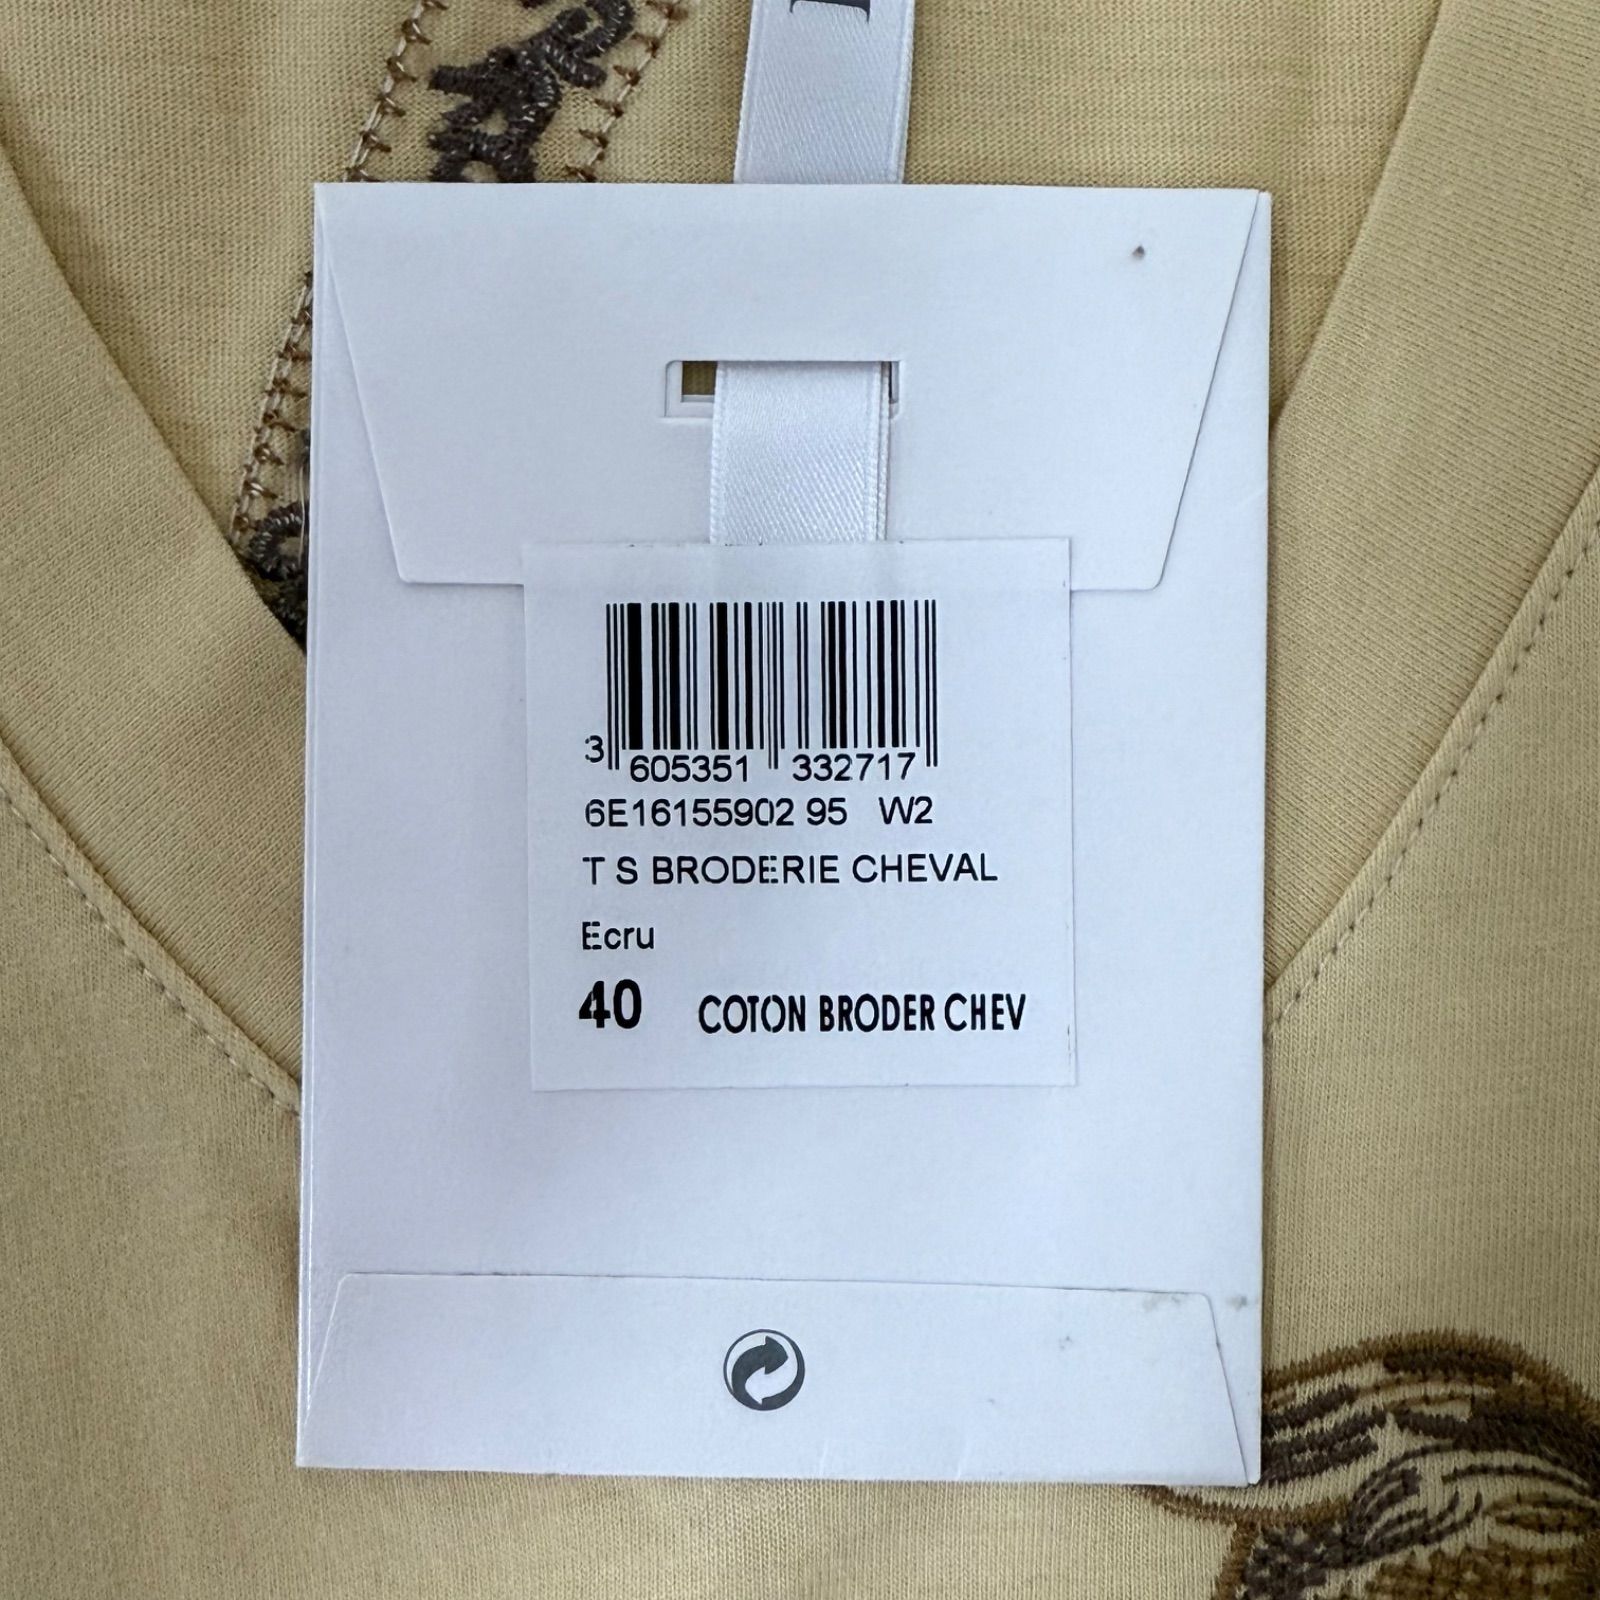 3 605351 332717
6E16155902 95 W2
T S BRODERIE CHEVAL
Ecru
40 COTON BRODER CHEV